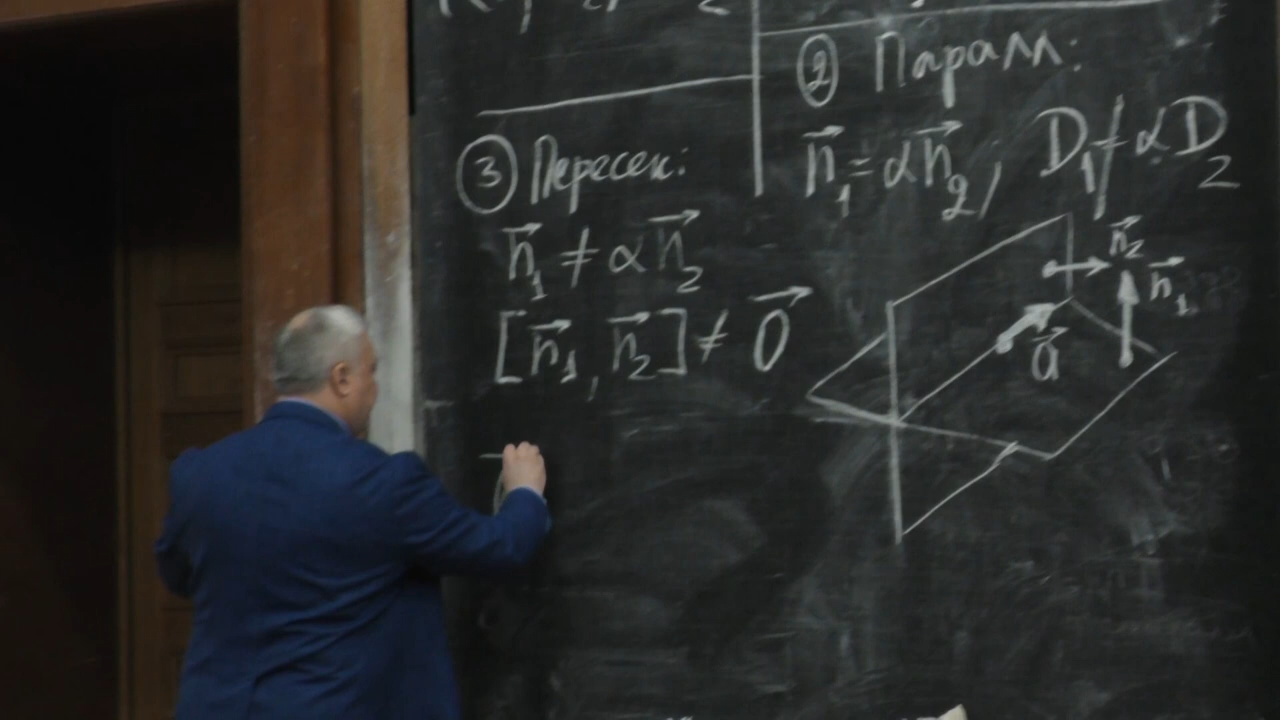 ② Паралл:
n⃗₁ = αn⃗₂, D₁ ≠ αD₂
③ Пересек:
n⃗₁ ≠ αn⃗₂
[n⃗₁, n⃗₂] ≠ 0⃗
n⃗₂
n⃗₁
a⃗